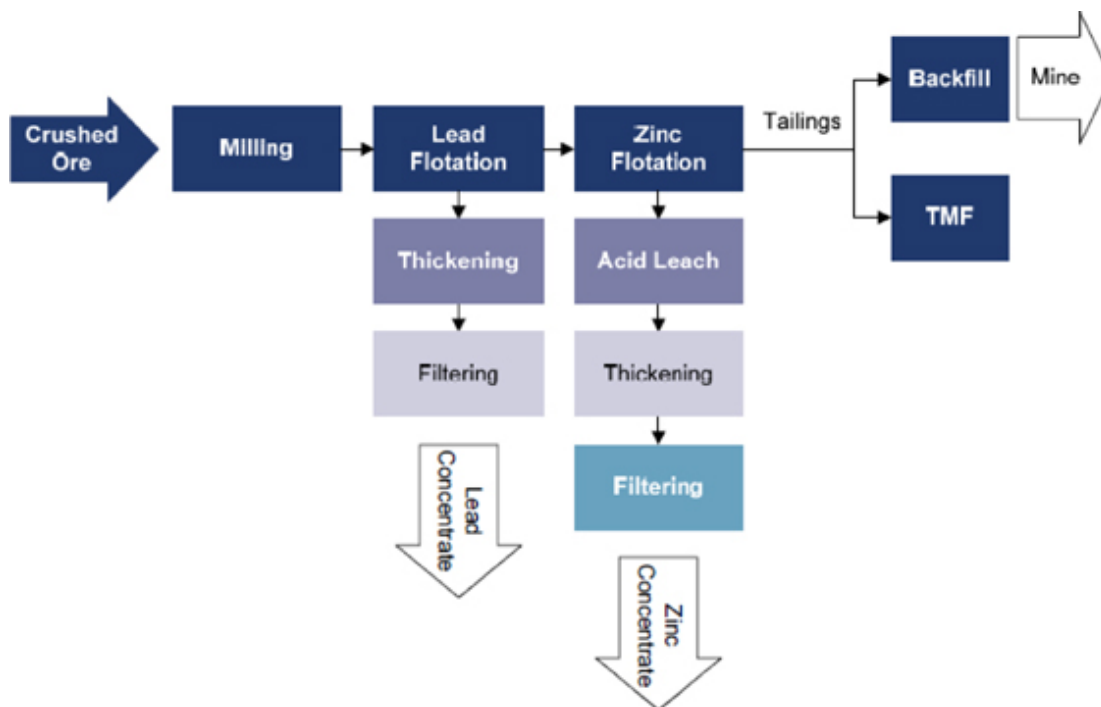 Crushed
Ore
Milling
Lead
Flotation
Zinc
Flotation
Tailings
Backfill
Mine
TMF
Thickening
Acid Leach
Filtering
Thickening
Lead
Concentrate
Filtering
Zinc
Concentrate